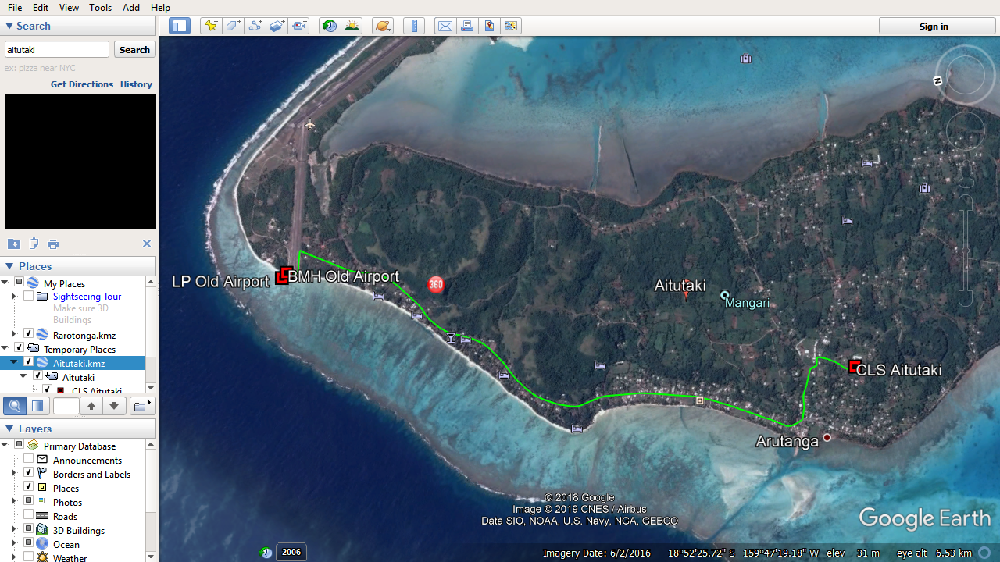 File Edit View Tools Add Help
Search
Sign in
aitutaki
Search
ex: pizza near NYC
Get Directions History
Places
My Places
Sightseeing Tour
Make sure 3D
Buildings
Rarotonga.kmz
Temporary Places
Aitutaki.kmz
Aitutaki
CLS Aitutaki
Layers
Primary Database
Announcements
Borders and Labels
Places
Photos
Roads
3D Buildings
Ocean
Weather
N
LP Old Airport
BMH Old Airport
360
Aitutaki
Mangari
CLS Aitutaki
Arutanga
© 2018 Google
Image © 2019 CNES / Airbus
Data SIO, NOAA, U.S. Navy, NGA, GEBCO
Google Earth
2006
Imagery Date: 6/2/2016 18°52'25.72" S 159°47'19.18" W elev 31 m eye alt 6.53 km